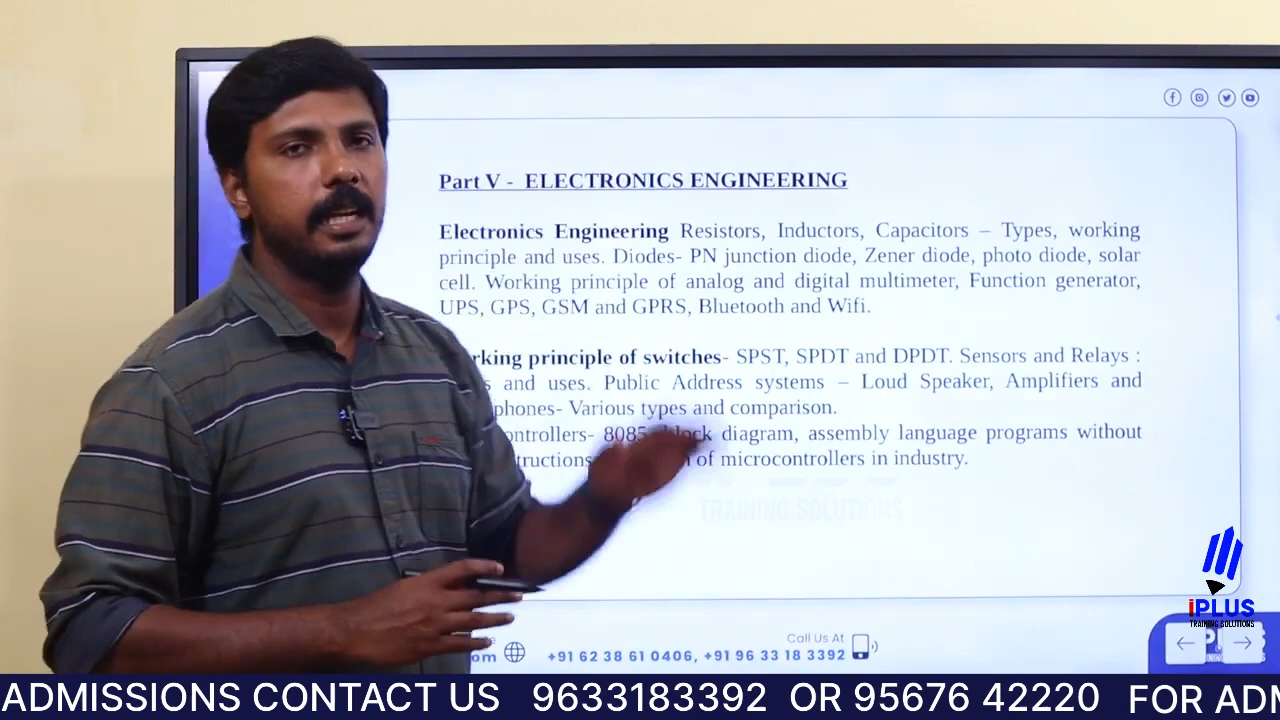 Part V - ELECTRONICS ENGINEERING
Electronics Engineering Resistors, Inductors, Capacitors – Types, working
principle and uses. Diodes- PN junction diode, Zener diode, photo diode, solar
cell. Working principle of analog and digital multimeter, Function generator,
UPS, GPS, GSM and GPRS, Bluetooth and Wifi.
rking principle of switches- SPST, SPDT and DPDT. Sensors and Relays :
and uses. Public Address systems – Loud Speaker, Amplifiers and
phones- Various types and comparison.
ontrollers- 8085 block diagram, assembly language programs without
tructions of microcontrollers in industry.
TRAINING SOLUTIONS
iPLUS
TRAINING SOLUTIONS
Call Us At
om +91 62 38 61 0406, +91 96 33 18 3392
ADMISSIONS CONTACT US 9633183392 OR 95676 42220 FOR ADM